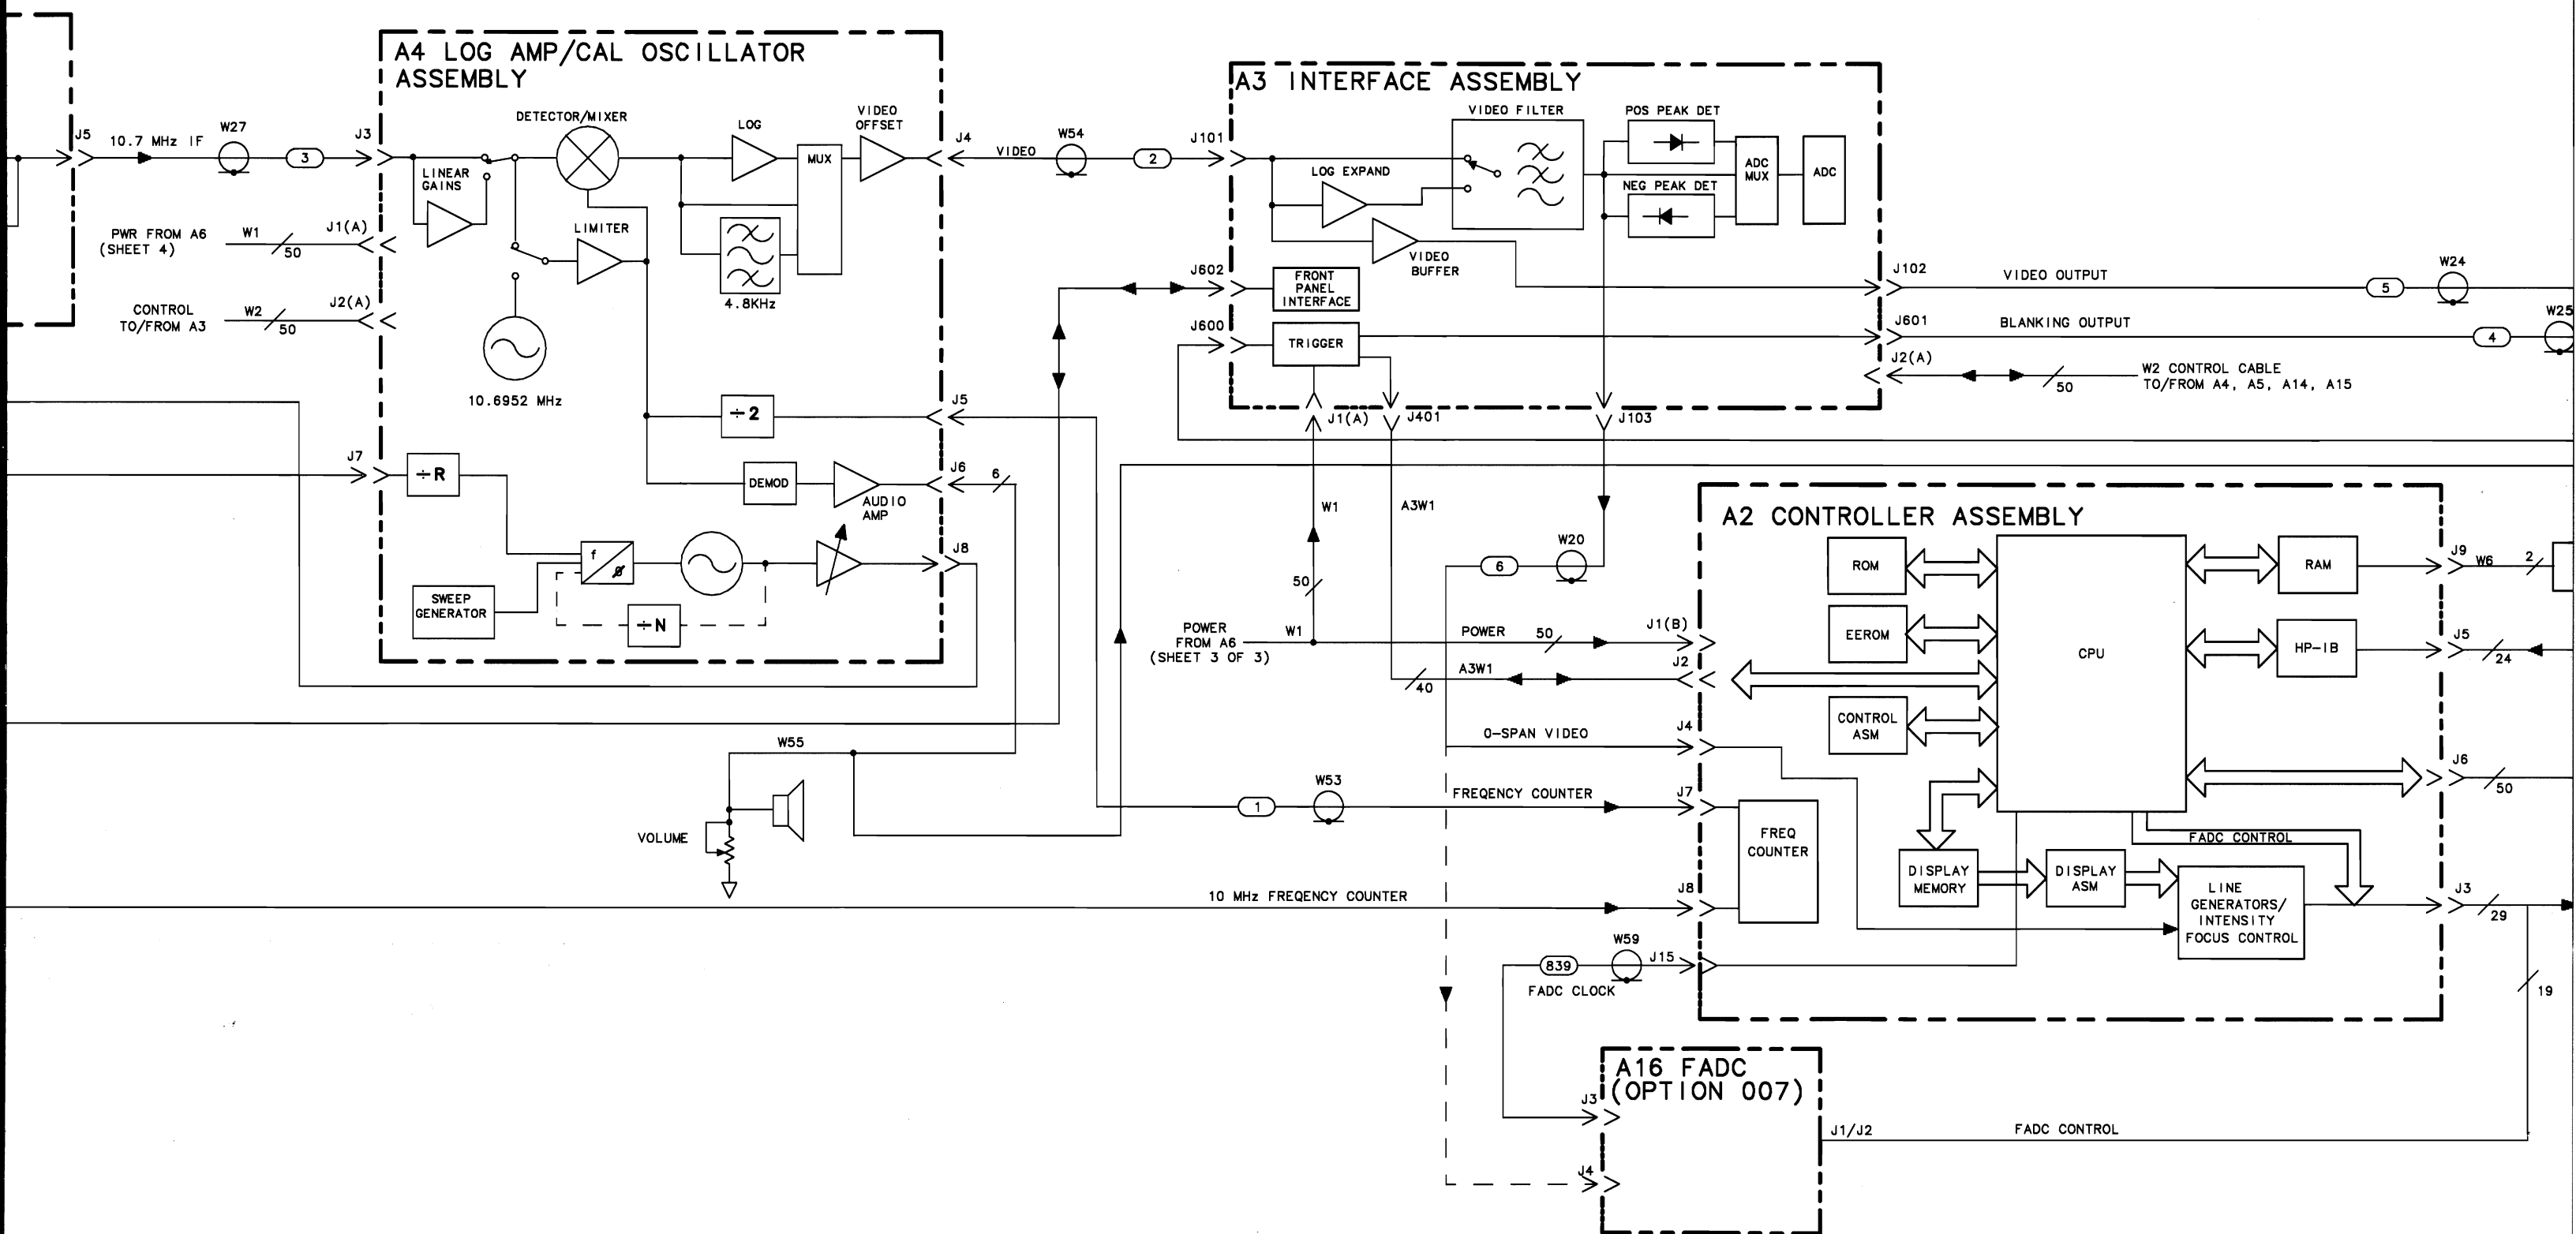 A4 LOG AMP/CAL OSCILLATOR
ASSEMBLY
J5
10.7 MHz IF
W27
3
J3
LINEAR
GAINS
DETECTOR/MIXER
LOG
VIDEO
OFFSET
MUX
4.8KHz
LIMITER
10.6952 MHz
PWR FROM A6
(SHEET 4)
W1
50
J1(A)
CONTROL
TO/FROM A3
W2
50
J2(A)
J7
÷R
÷2
DEMOD
AUDIO
AMP
f
ø
SWEEP
GENERATOR
÷N
J4
J5
J6
6
J8
VIDEO
W54
2
J101
A3 INTERFACE ASSEMBLY
VIDEO FILTER
LOG EXPAND
VIDEO
BUFFER
POS PEAK DET
NEG PEAK DET
ADC
MUX
ADC
J602
FRONT
PANEL
INTERFACE
J600
TRIGGER
J102
VIDEO OUTPUT
5
W24
J601
BLANKING OUTPUT
4
W25
J2(A)
50
W2 CONTROL CABLE
TO/FROM A4, A5, A14, A15
J1(A)
J401
J103
W1
A3W1
50
W20
6
POWER
FROM A6
(SHEET 3 OF 3)
W1
POWER
50
J1(B)
40
A3W1
J2
O-SPAN VIDEO
J4
W55
VOLUME
1
W53
FREQENCY COUNTER
J7
10 MHz FREQENCY COUNTER
J8
A2 CONTROLLER ASSEMBLY
ROM
EEROM
CONTROL
ASM
CPU
RAM
HP-IB
J9
W6
2
J5
24
J6
50
FREQ
COUNTER
DISPLAY
MEMORY
DISPLAY
ASM
FADC CONTROL
LINE
GENERATORS/
INTENSITY
FOCUS CONTROL
J3
29
19
839
W59
J15
FADC CLOCK
A16 FADC
(OPTION 007)
J3
J4
J1/J2
FADC CONTROL